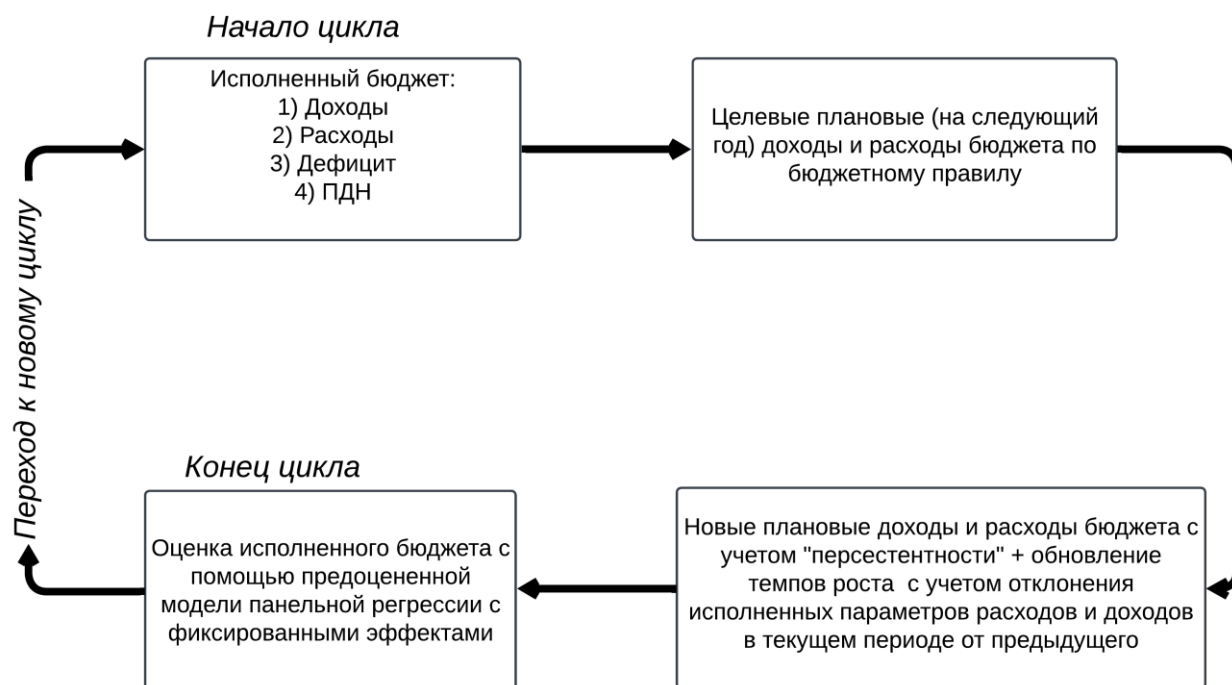 Начало цикла
Исполненный бюджет:
1) Доходы
2) Расходы
3) Дефицит
4) ПДН
Целевые плановые (на следующий
год) доходы и расходы бюджета по
бюджетному правилу
Переход к новому циклу
Конец цикла
Оценка исполненного бюджета с
помощью предоцененной
модели панельной регрессии с
фиксированными эффектами
Новые плановые доходы и расходы бюджета с
учетом "персестентности" + обновление
темпов роста  с учетом отклонения
исполненных параметров расходов и доходов
в текущем периоде от предыдущего